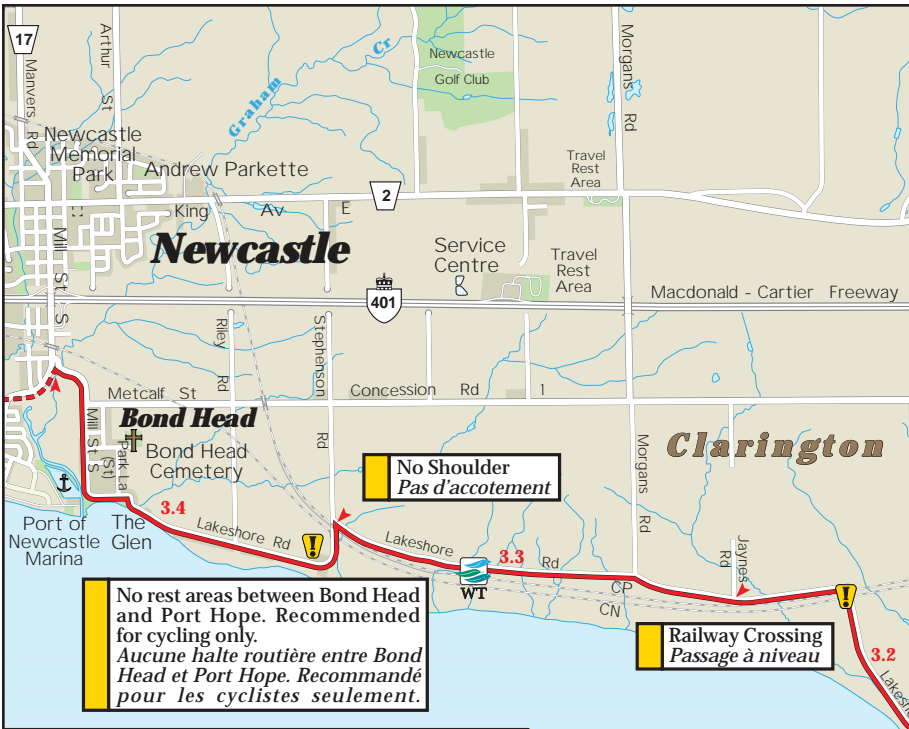 17
Manvers Rd
Arthur St
Graham Cr
Newcastle
Golf Club
Morgans Rd
Newcastle
Memorial
Park
Andrew Parkette
Travel
Rest
Area
King Av E
2
Newcastle
Mill St S
Service
Centre
Travel
Rest
Area
401
Macdonald - Cartier Freeway
Riley Rd
Stephenson Rd
Metcalf St
Concession Rd 1
Bond Head
Mill St S
Park La
(St)
Bond Head
Cemetery
Clarington
Morgans Rd
No Shoulder
Pas d'accotement
3.4
Port of
Newcastle
Marina
The
Glen
Lakeshore Rd
!
Lakeshore Rd
3.3
WT
CP
CN
Jaynes Rd
!
No rest areas between Bond Head
and Port Hope. Recommended
for cycling only.
Aucune halte routière entre Bond
Head et Port Hope. Recommandé
pour les cyclistes seulement.
Railway Crossing
Passage à niveau
3.2
Lakesho